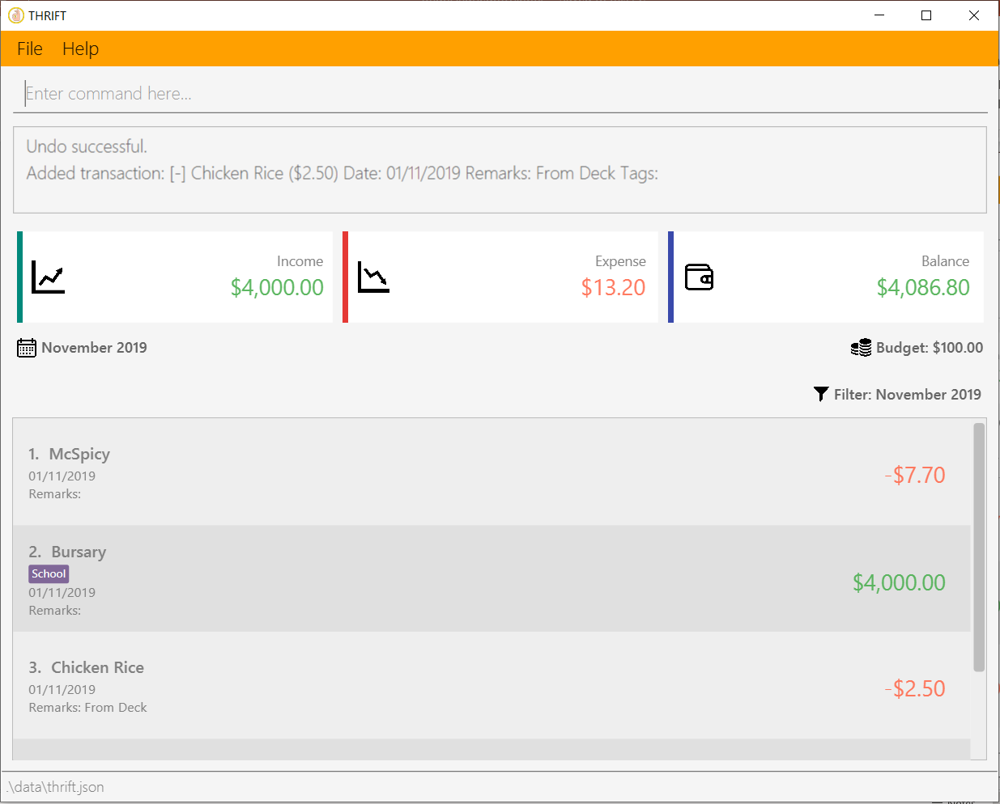 THRIFT
File Help
Enter command here...
Undo successful.
Added transaction: [-] Chicken Rice ($2.50) Date: 01/11/2019 Remarks: From Deck Tags:
Income
$4,000.00
Expense
$13.20
Balance
$4,086.80
November 2019
Budget: $100.00
Filter: November 2019
1. McSpicy
01/11/2019
Remarks:
-$7.70
2. Bursary
School
01/11/2019
Remarks:
$4,000.00
3. Chicken Rice
01/11/2019
Remarks: From Deck
-$2.50
.\data\thrift.json